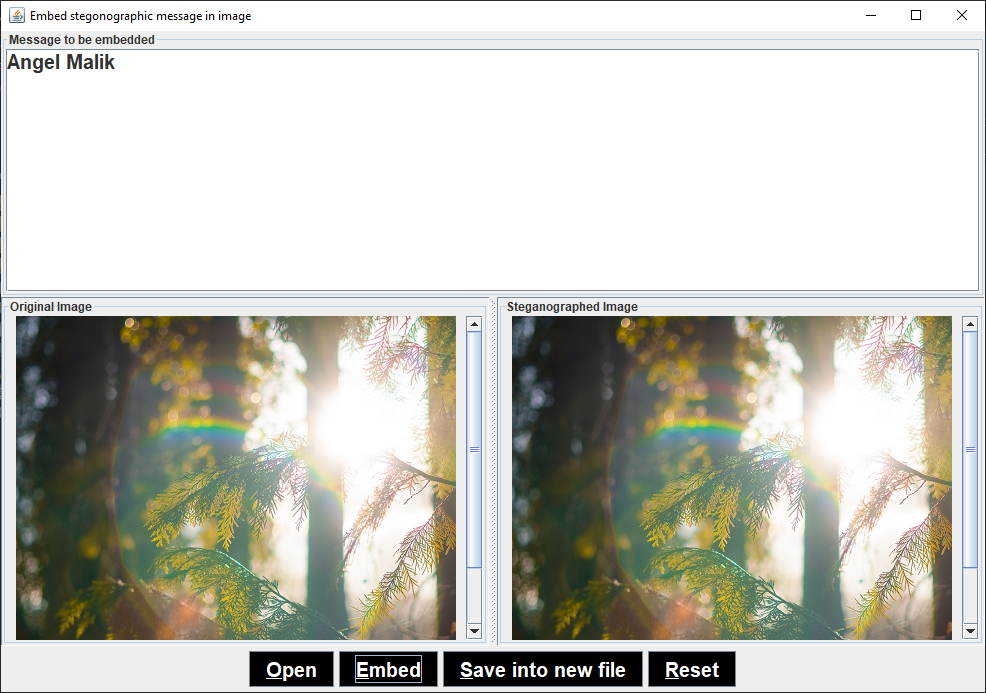 Embed stegonographic message in image
Message to be embedded
Angel Malik
Original Image
Steganographed Image
Open
Embed
Save into new file
Reset